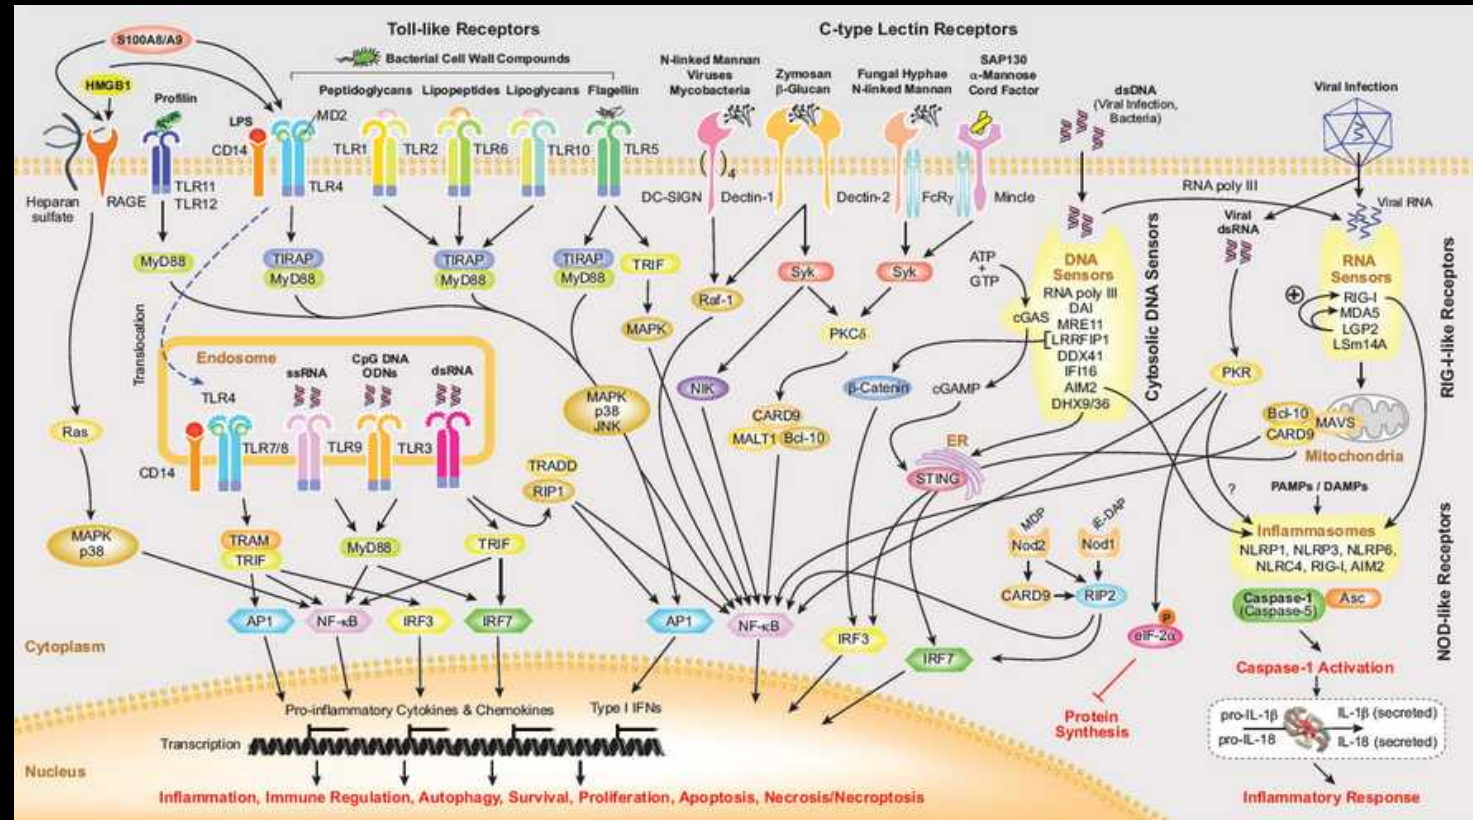 Toll-like Receptors
C-type Lectin Receptors
S100A8/A9
HMGB1
Bacterial Cell Wall Compounds
Peptidoglycans
Lipopeptides
Lipoglycans
Flagellin
N-linked Mannan
Viruses
Mycobacteria
Zymosan
β-Glucan
Fungal Hyphae
N-linked Mannan
SAP130
α-Mannose
Cord Factor
dsDNA
(Viral Infection,
Bacteria)
Viral Infection
Profilin
LPS
MD2
CD14
TLR1
TLR2
TLR6
TLR10
TLR5
4
Heparan
sulfate
RAGE
TLR11
TLR12
TLR4
DC-SIGN
Dectin-1
Dectin-2
FcRγ
Mincle
RNA poly III
Viral RNA
Viral
dsRNA
MyD88
TIRAP
MyD88
TIRAP
MyD88
TIRAP
MyD88
TRIF
MAPK
Raf-1
Syk
Syk
PKCδ
ATP
+
GTP
cGAS
DNA
Sensors
RNA poly III
DAI
MRE11
LRRFIP1
DDX41
IFI16
AIM2
DHX9/36
Cytosolic DNA Sensors
RNA
Sensors
RIG-I
MDA5
LGP2
LSm14A
+
RIG-I-like Receptors
Translocation
Endosome
ssRNA
CpG DNA
ODNs
dsRNA
TLR4
TLR7/8
TLR9
TLR3
CD14
MAPK
p38
JNK
NIK
β-Catenin
cGAMP
PKR
CARD9
MALT1
Bcl-10
Bcl-10
CARD9
MAVS
Mitochondria
Ras
ER
STING
TRADD
RIP1
PAMPs / DAMPs
?
Inflammasomes
NLRP1, NLRP3, NLRP6,
NLRC4, RIG-I, AIM2
MAPK
p38
TRAM
TRIF
MyD88
TRIF
MDP
iE-DAP
Nod2
Nod1
CARD9
RIP2
Caspase-1
(Caspase-5)
Asc
NOD-like Receptors
AP1
NF-κB
IRF3
IRF7
AP1
NF-κB
IRF3
IRF7
P
eIF-2α
Cytoplasm
Caspase-1 Activation
Pro-inflammatory Cytokines & Chemokines
Type I IFNs
Protein
Synthesis
pro-IL-1β
pro-IL-18
IL-1β (secreted)
IL-18 (secreted)
Transcription
Nucleus
Inflammation, Immune Regulation, Autophagy, Survival, Proliferation, Apoptosis, Necrosis/Necroptosis
Inflammatory Response